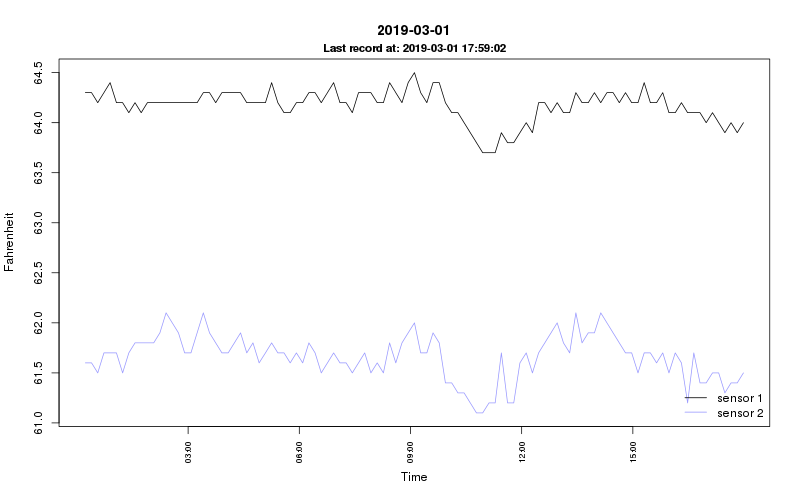 2019-03-01
Last record at: 2019-03-01 17:59:02
Fahrenheit
64.5
64.0
63.5
63.0
62.5
62.0
61.5
61.0
sensor 1
sensor 2
03:00 06:00 09:00 12:00 15:00
Time